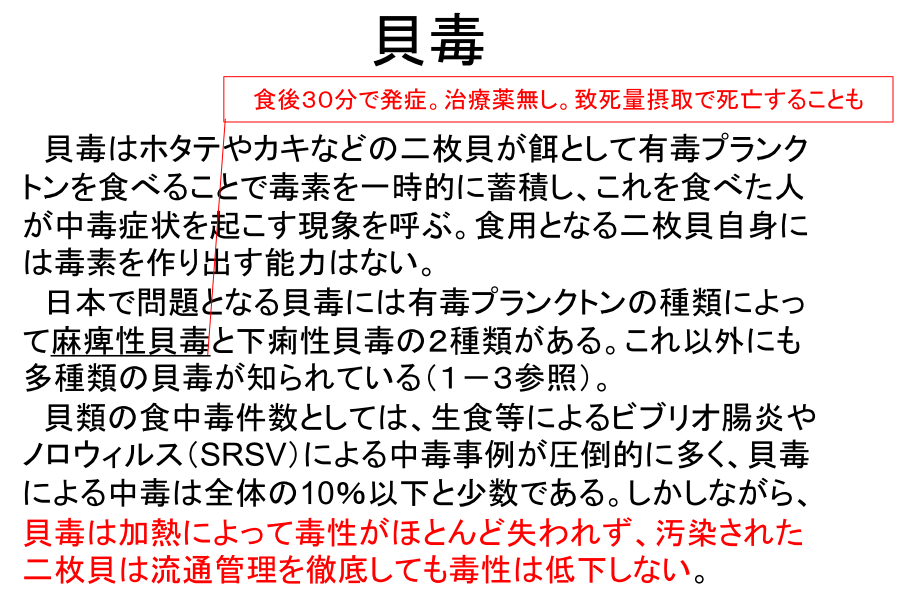 貝毒
食後３０分で発症。治療薬無し。致死量摂取で死亡することも
　貝毒はホタテやカキなどの二枚貝が餌として有毒プランク
トンを食べることで毒素を一時的に蓄積し、これを食べた人
が中毒症状を起こす現象を呼ぶ。食用となる二枚貝自身に
は毒素を作り出す能力はない。
　日本で問題となる貝毒には有毒プランクトンの種類によっ
て麻痺性貝毒と下痢性貝毒の２種類がある。これ以外にも
多種類の貝毒が知られている（１－３参照）。
　貝類の食中毒件数としては、生食等によるビブリオ腸炎や
ノロウィルス（SRSV）による中毒事例が圧倒的に多く、貝毒
による中毒は全体の10％以下と少数である。しかしながら、
貝毒は加熱によって毒性がほとんど失われず、汚染された
二枚貝は流通管理を徹底しても毒性は低下しない。